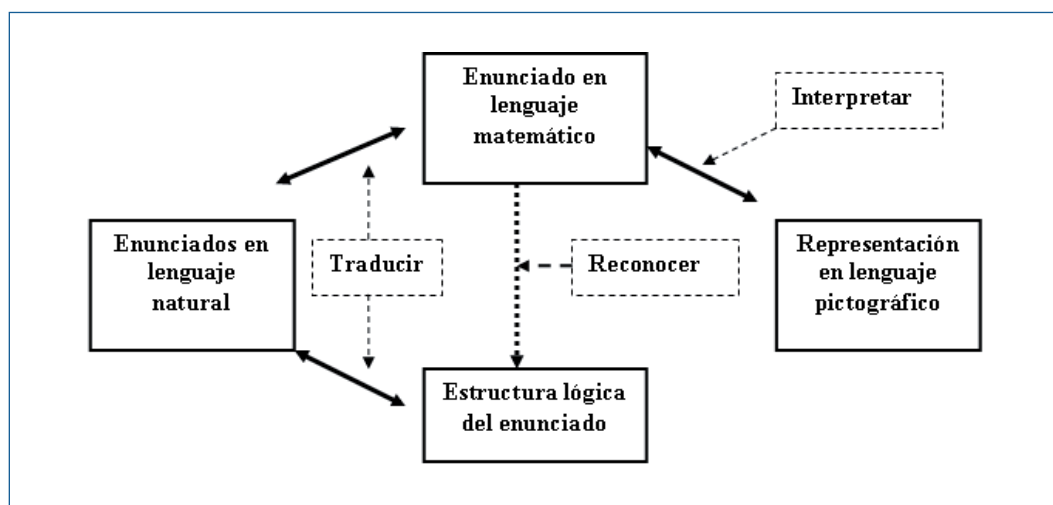 Enunciado en
lenguaje
matemático
Interpretar
Enunciados en
lenguaje
natural
Traducir
Reconocer
Representación
en lenguaje
pictográfico
Estructura lógica
del enunciado